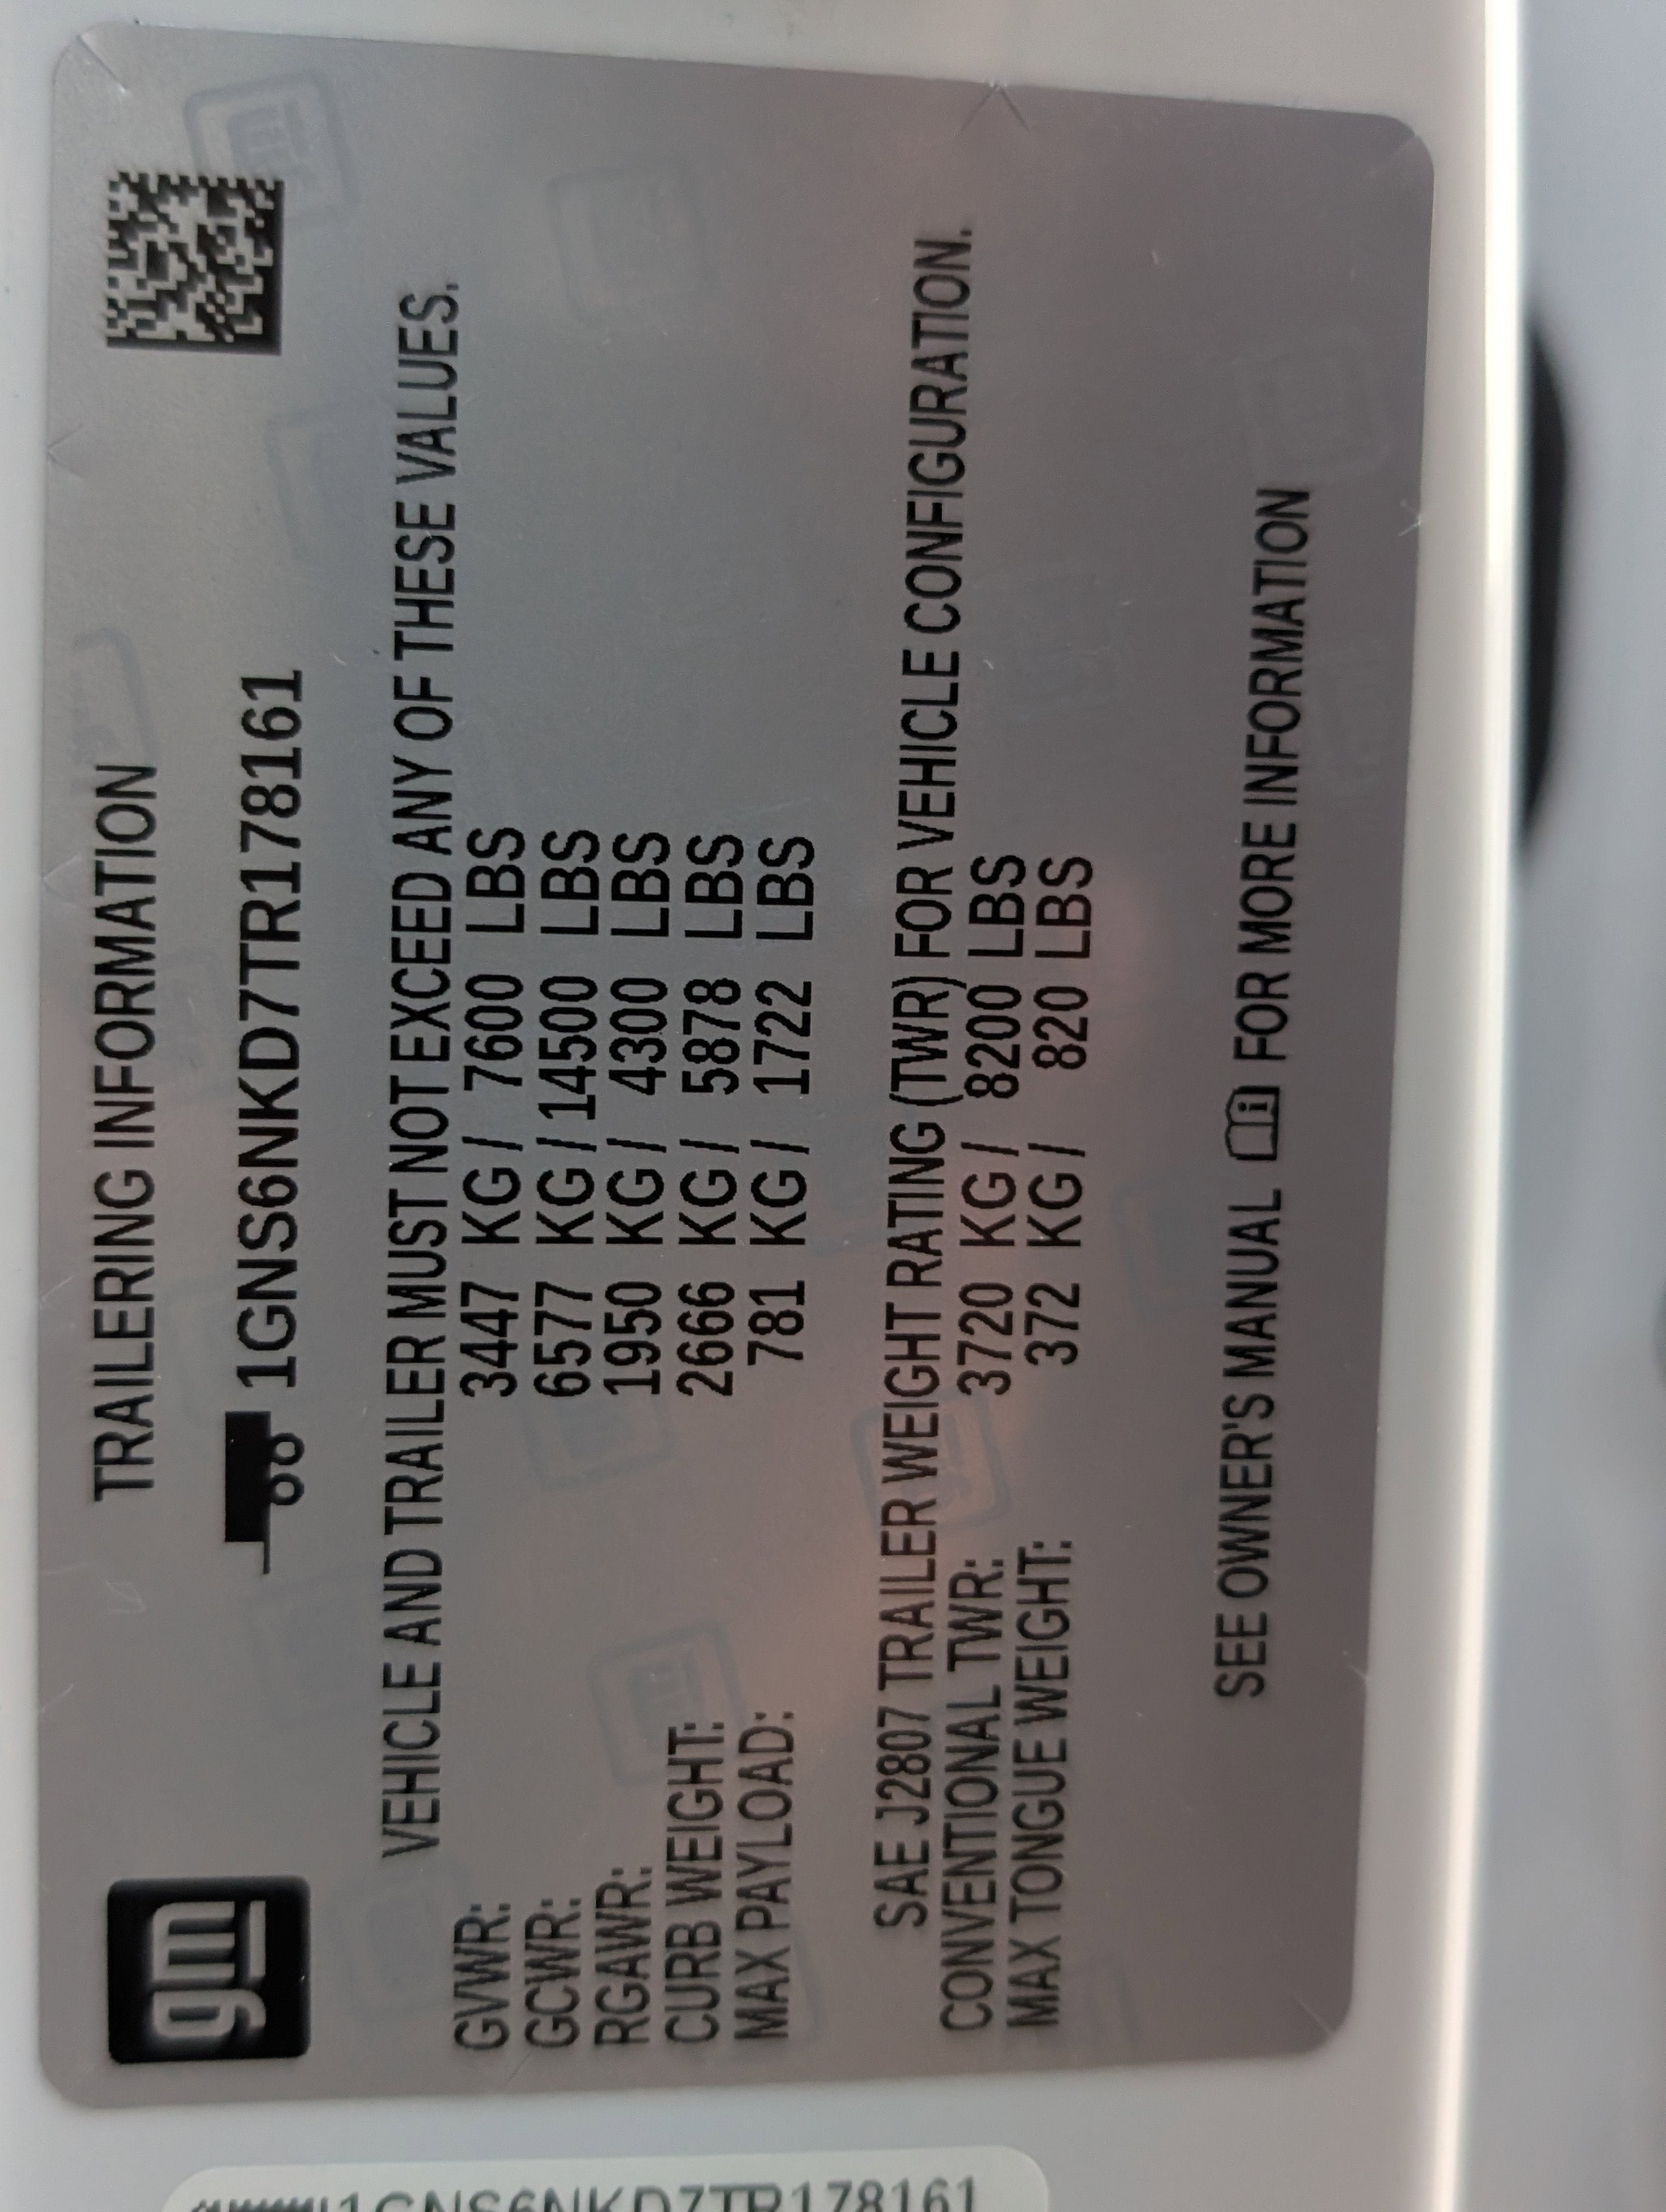 gm
TRAILERING INFORMATION
1GNS6NKD7TR178161
VEHICLE AND TRAILER MUST NOT EXCEED ANY OF THESE VALUES.
GVWR: 3447 KG / 7600 LBS
GCWR: 6577 KG / 14500 LBS
RGAWR: 1950 KG / 4300 LBS
CURB WEIGHT: 2666 KG / 5878 LBS
MAX PAYLOAD: 781 KG / 1722 LBS
SAE J2807 TRAILER WEIGHT RATING (TWR) FOR VEHICLE CONFIGURATION.
CONVENTIONAL TWR: 3720 KG / 8200 LBS
MAX TONGUE WEIGHT: 372 KG / 820 LBS
SEE OWNER'S MANUAL FOR MORE INFORMATION
1GNS6NKD7TR178161